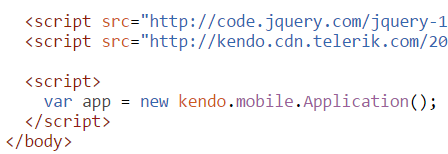 <script src="http://code.jquery.com/jquery-1
<script src="http://kendo.cdn.telerik.com/20
<script>
var app = new kendo.mobile.Application();
</script>
</body>